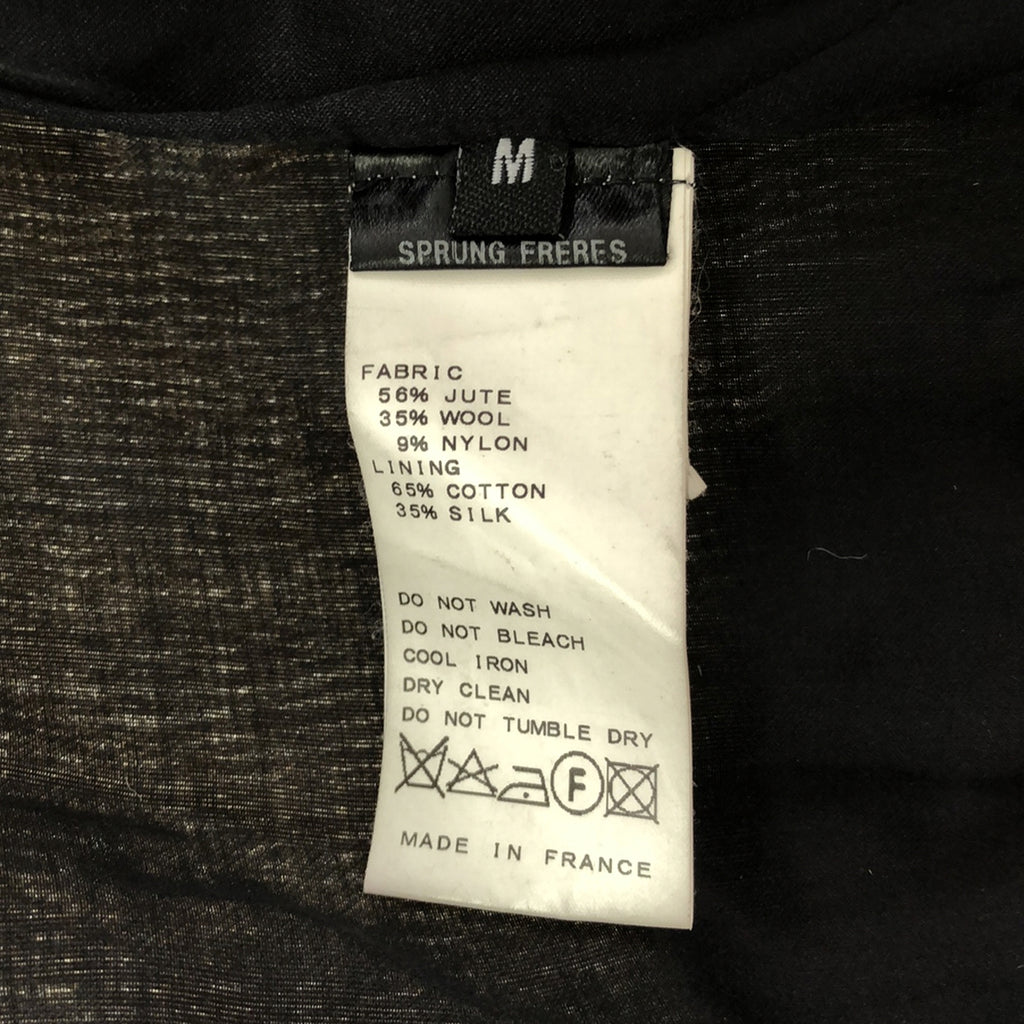 M
SPRUNG FRÈRES
FABRIC
56% JUTE
35% WOOL
9% NYLON
LINING
65% COTTON
35% SILK
DO NOT WASH
DO NOT BLEACH
COOL IRON
DRY CLEAN
DO NOT TUMBLE DRY
F
MADE IN FRANCE